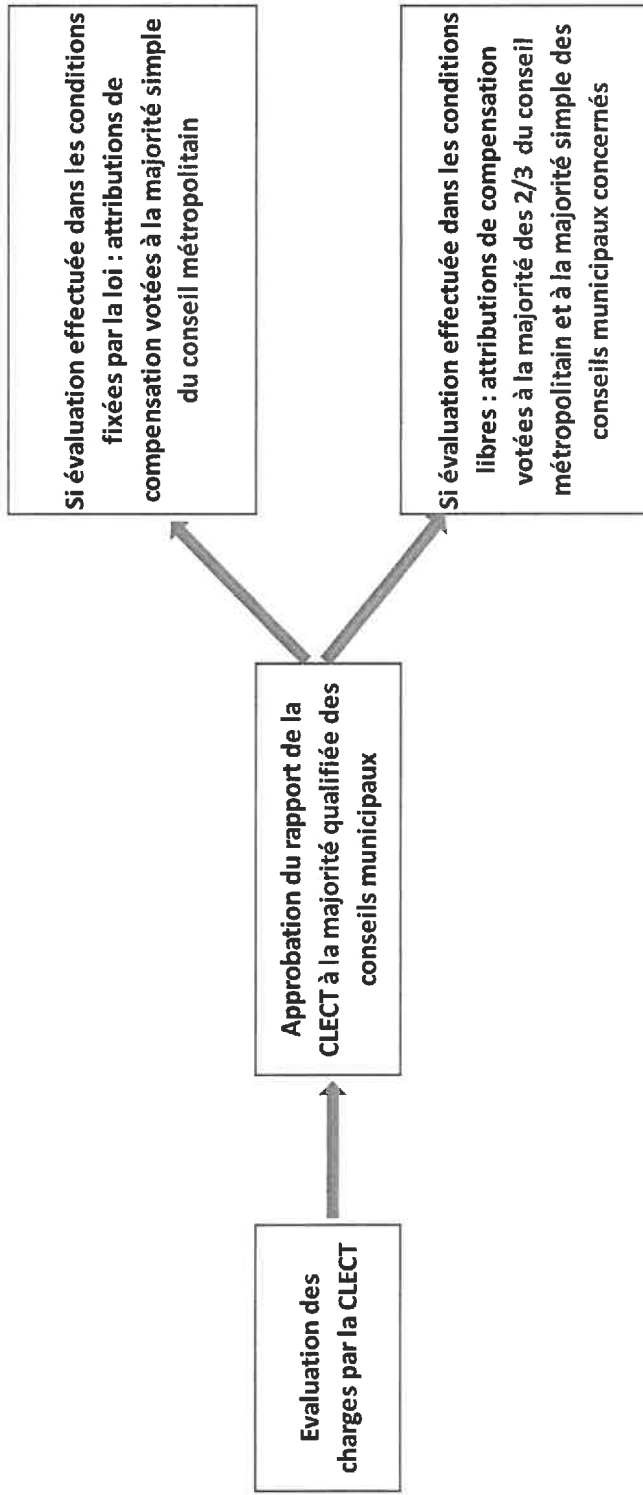 Evaluation des
charges par la CLECT
Approbation du rapport de la
CLECT à la majorité qualifiée des
conseils municipaux
Si évaluation effectuée dans les conditions
fixées par la loi : attributions de
compensation votées à la majorité simple
du conseil métropolitain
Si évaluation effectuée dans les conditions
libres : attributions de compensation
votées à la majorité des 2/3 du conseil
métropolitain et à la majorité simple des
conseils municipaux concernés